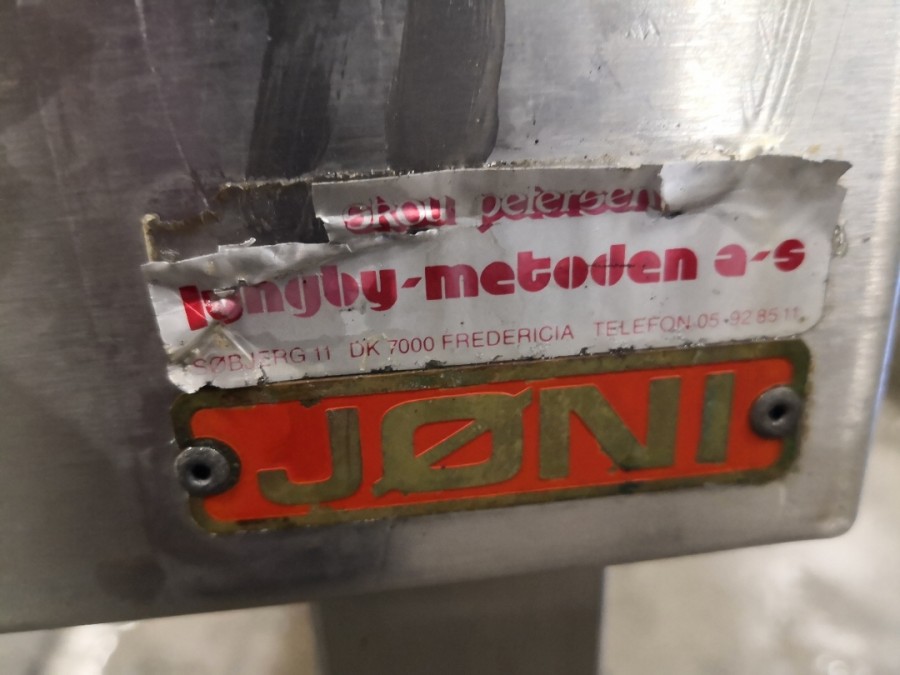 skou petersen
lyngby-metoden a-s
SØBJERG 11 DK 7000 FREDERICIA TELEFON 05-92 85 11
JØNI